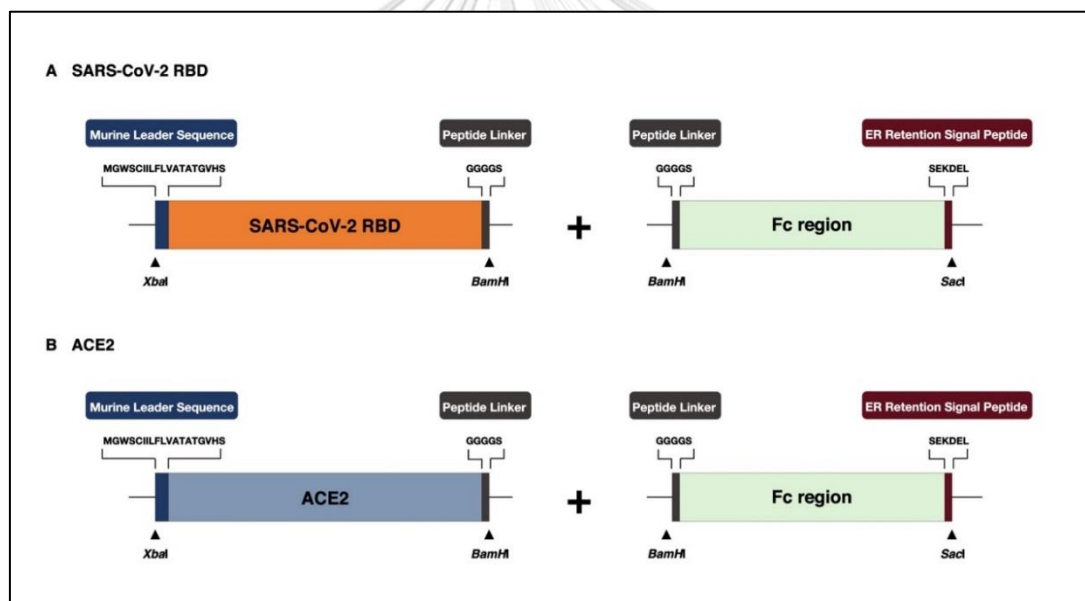 A SARS-CoV-2 RBD
Murine Leader Sequence Peptide Linker Peptide Linker ER Retention Signal Peptide
MGWSCIILFLVATATGVHS GGGGS GGGGS SEKDEL
SARS-CoV-2 RBD + Fc region
XbaI BamHI BamHI SacI
B ACE2
Murine Leader Sequence Peptide Linker Peptide Linker ER Retention Signal Peptide
MGWSCIILFLVATATGVHS GGGGS GGGGS SEKDEL
ACE2 + Fc region
XbaI BamHI BamHI SacI